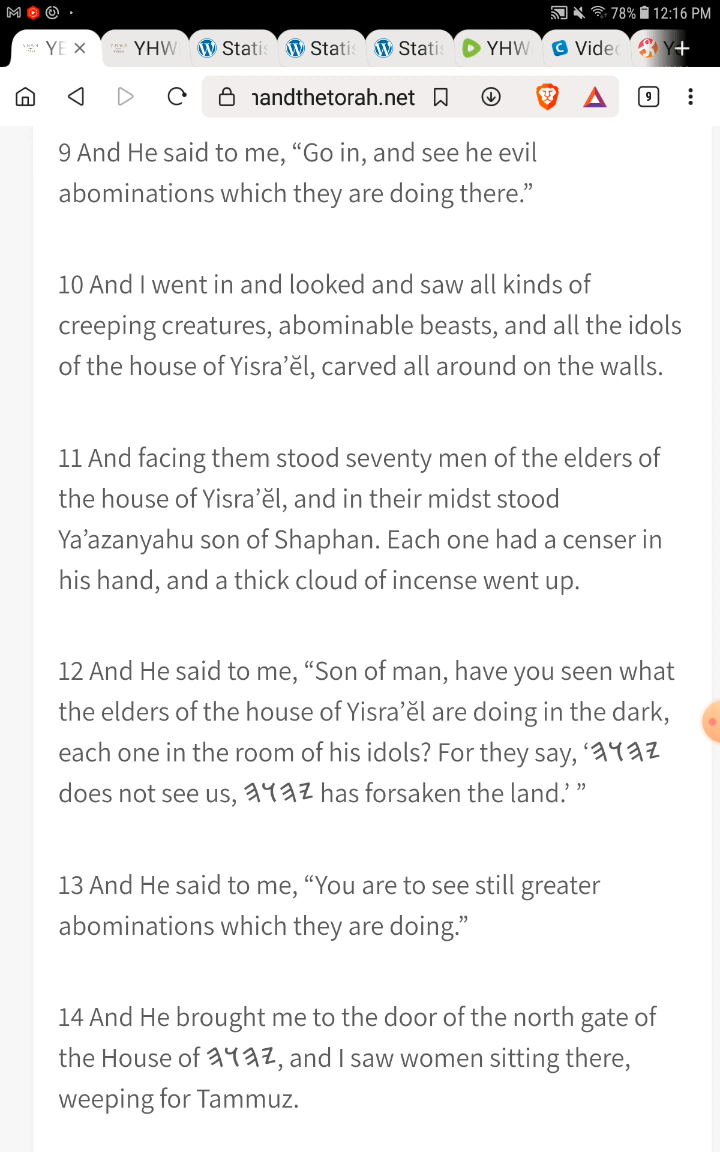 78% 12:16 PM
YE YHW Statis Statis Statis YHW Vide Y
handthetorah.net 9
9 And He said to me, “Go in, and see he evil
abominations which they are doing there.”
10 And I went in and looked and saw all kinds of
creeping creatures, abominable beasts, and all the idols
of the house of Yisra’ĕl, carved all around on the walls.
11 And facing them stood seventy men of the elders of
the house of Yisra’ĕl, and in their midst stood
Ya’azanyahu son of Shaphan. Each one had a censer in
his hand, and a thick cloud of incense went up.
12 And He said to me, “Son of man, have you seen what
the elders of the house of Yisra’ĕl are doing in the dark,
each one in the room of his idols? For they say, ‘𐤉𐤄𐤅𐤄
does not see us, 𐤉𐤄𐤅𐤄 has forsaken the land.’ ”
13 And He said to me, “You are to see still greater
abominations which they are doing.”
14 And He brought me to the door of the north gate of
the House of 𐤉𐤄𐤅𐤄, and I saw women sitting there,
weeping for Tammuz.